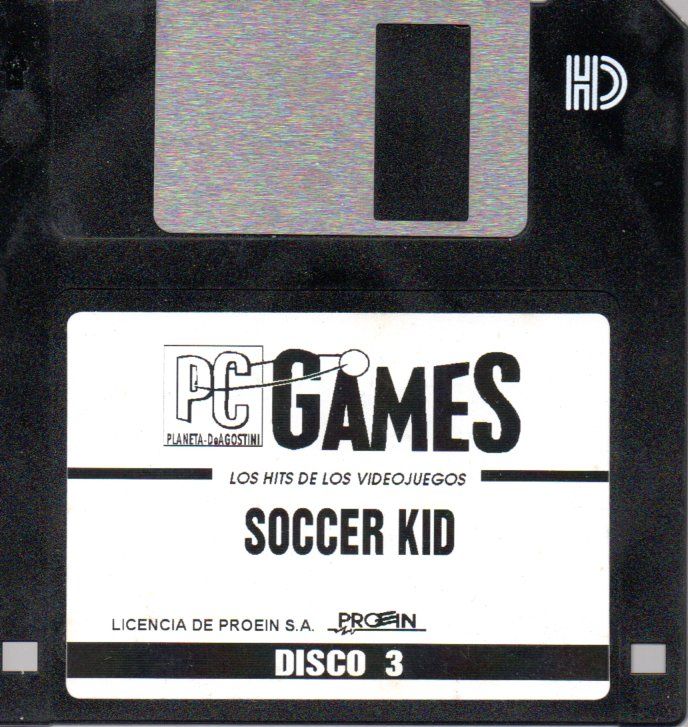 HD
PC GAMES
PLANETA-DeAGOSTINI
LOS HITS DE LOS VIDEOJUEGOS
SOCCER KID
LICENCIA DE PROEIN S.A. PROEIN
DISCO 3